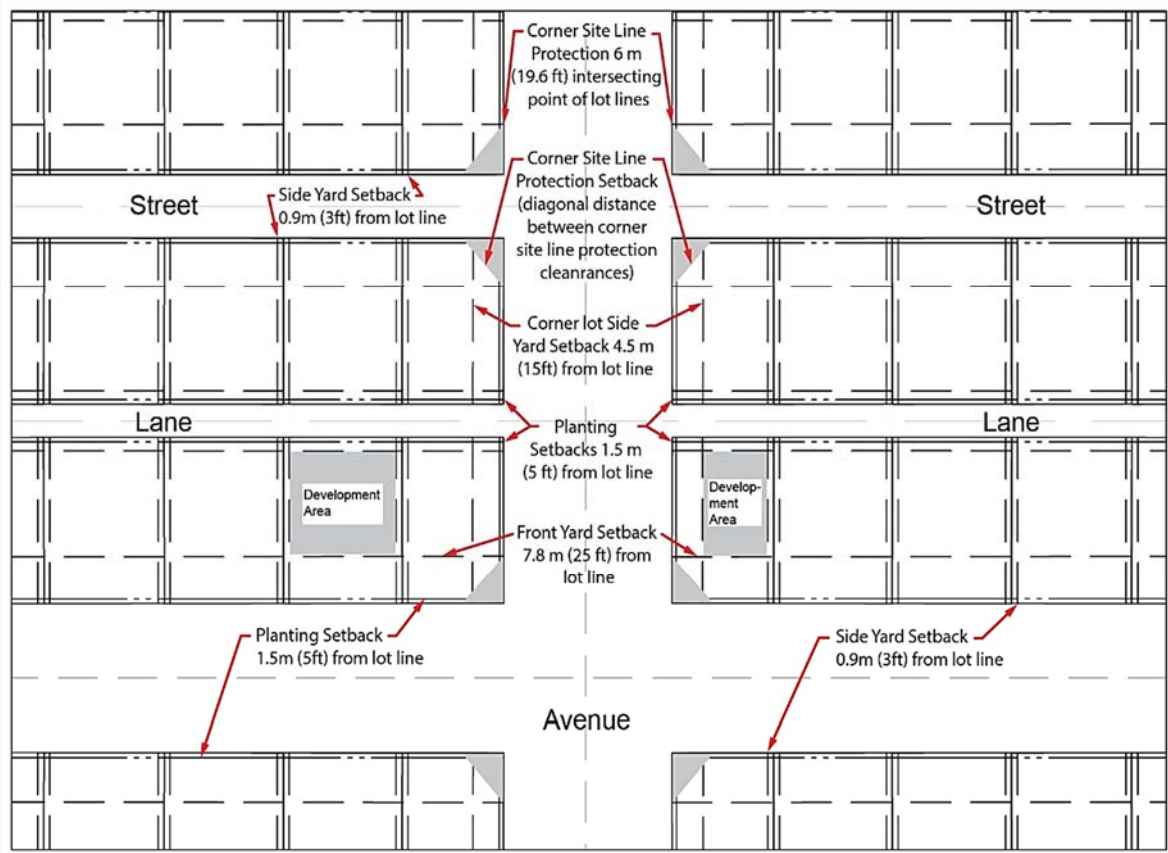 Corner Site Line
Protection 6 m
(19.6 ft) intersecting
point of lot lines
Corner Site Line
Protection Setback
(diagonal distance
between corner
site line protection
cleanrances)
Street
Side Yard Setback
0.9m (3ft) from lot line
Street
Corner lot Side
Yard Setback 4.5 m
(15ft) from lot line
Lane
Lane
Planting
Setbacks 1.5 m
(5 ft) from lot line
Development
Area
Develop-
ment
Area
Front Yard Setback
7.8 m (25 ft) from
lot line
Planting Setback
1.5m (5ft) from lot line
Side Yard Setback
0.9m (3ft) from lot line
Avenue